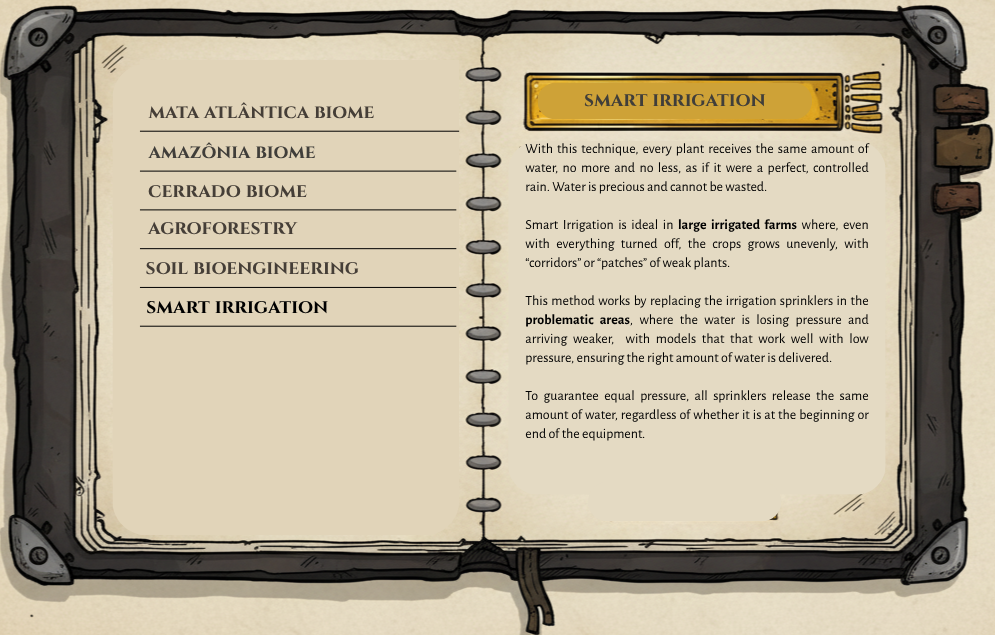 MATA ATLÂNTICA BIOME
AMAZÔNIA BIOME
CERRADO BIOME
AGROFORESTRY
SOIL BIOENGINEERING
SMART IRRIGATION
SMART IRRIGATION
With this technique, every plant receives the same amount of
water, no more and no less, as if it were a perfect, controlled
rain. Water is precious and cannot be wasted.
Smart Irrigation is ideal in large irrigated farms where, even
with everything turned off, the crops grows unevenly, with
“corridors” or “patches” of weak plants.
This method works by replacing the irrigation sprinklers in the
problematic areas, where the water is losing pressure and
arriving weaker, with models that that work well with low
pressure, ensuring the right amount of water is delivered.
To guarantee equal pressure, all sprinklers release the same
amount of water, regardless of whether it is at the beginning or
end of the equipment.